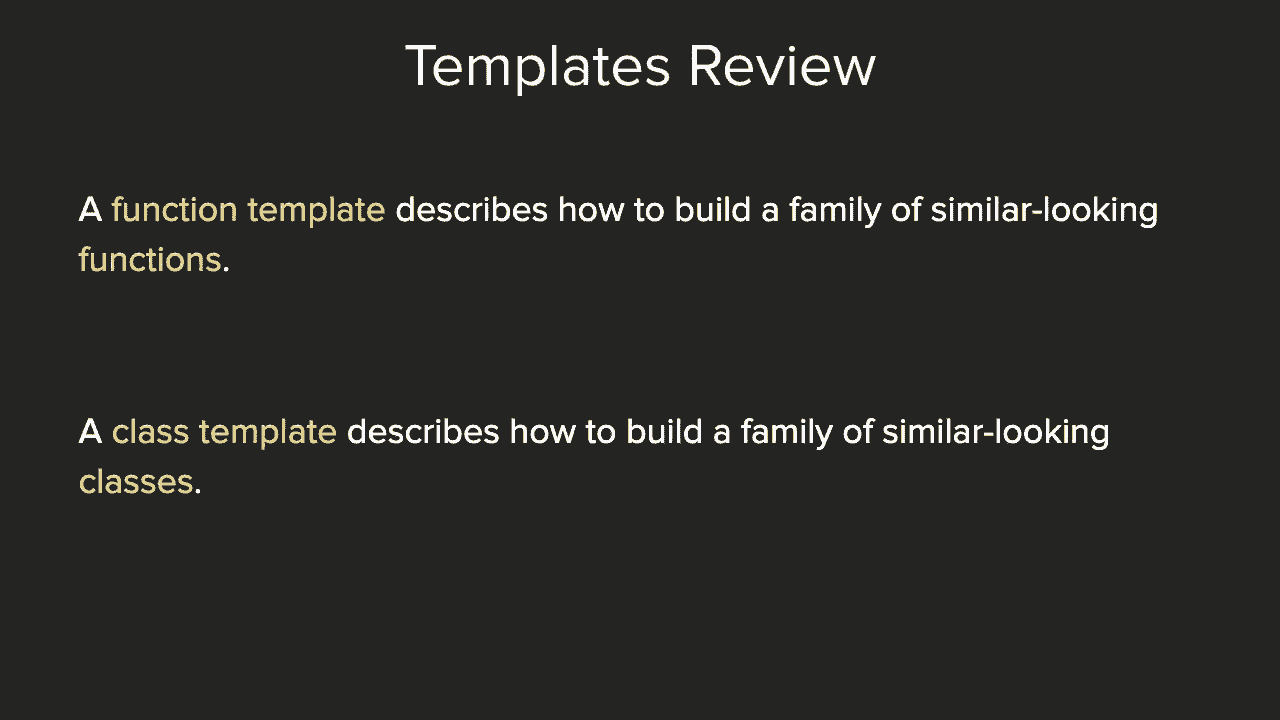 Templates Review
A function template describes how to build a family of similar-looking
functions.
A class template describes how to build a family of similar-looking
classes.